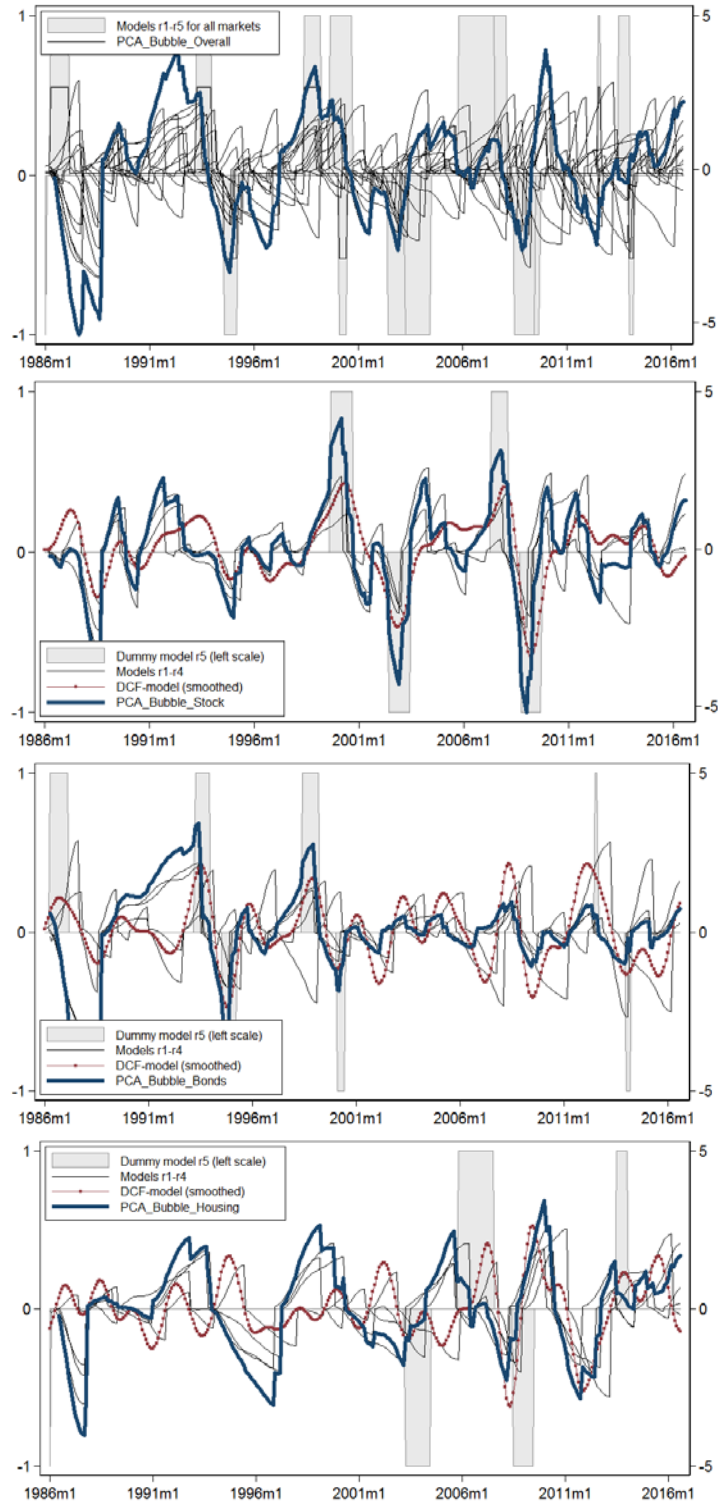 1
5
Models r1-r5 for all markets
PCA_Bubble_Overall
0
0
-1
-5
1986m1 1991m1 1996m1 2001m1 2006m1 2011m1 2016m1
1
5
0
0
Dummy model r5 (left scale)
Models r1-r4
DCF-model (smoothed)
PCA_Bubble_Stock
-1
-5
1986m1 1991m1 1996m1 2001m1 2006m1 2011m1 2016m1
1
5
0
0
Dummy model r5 (left scale)
Models r1-r4
DCF-model (smoothed)
PCA_Bubble_Bonds
-1
-5
1986m1 1991m1 1996m1 2001m1 2006m1 2011m1 2016m1
1
5
Dummy model r5 (left scale)
Models r1-r4
DCF-model (smoothed)
PCA_Bubble_Housing
0
0
-1
-5
1986m1 1991m1 1996m1 2001m1 2006m1 2011m1 2016m1